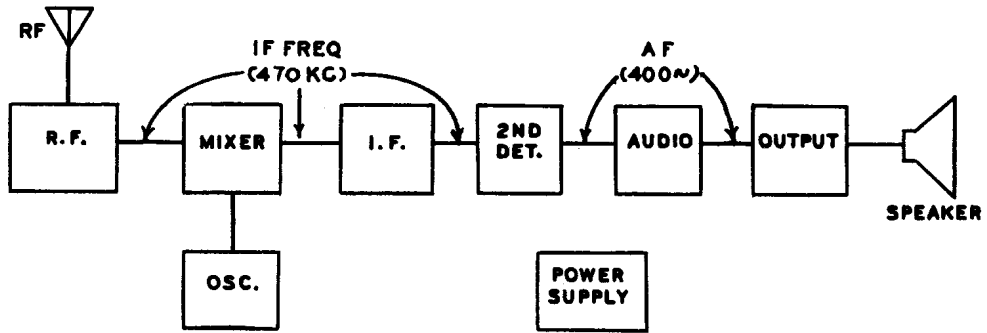 RF
IF FREQ
(470 KC)
AF
(400~)
R.F.
MIXER
I.F.
2ND
DET.
AUDIO
OUTPUT
SPEAKER
OSC.
POWER
SUPPLY